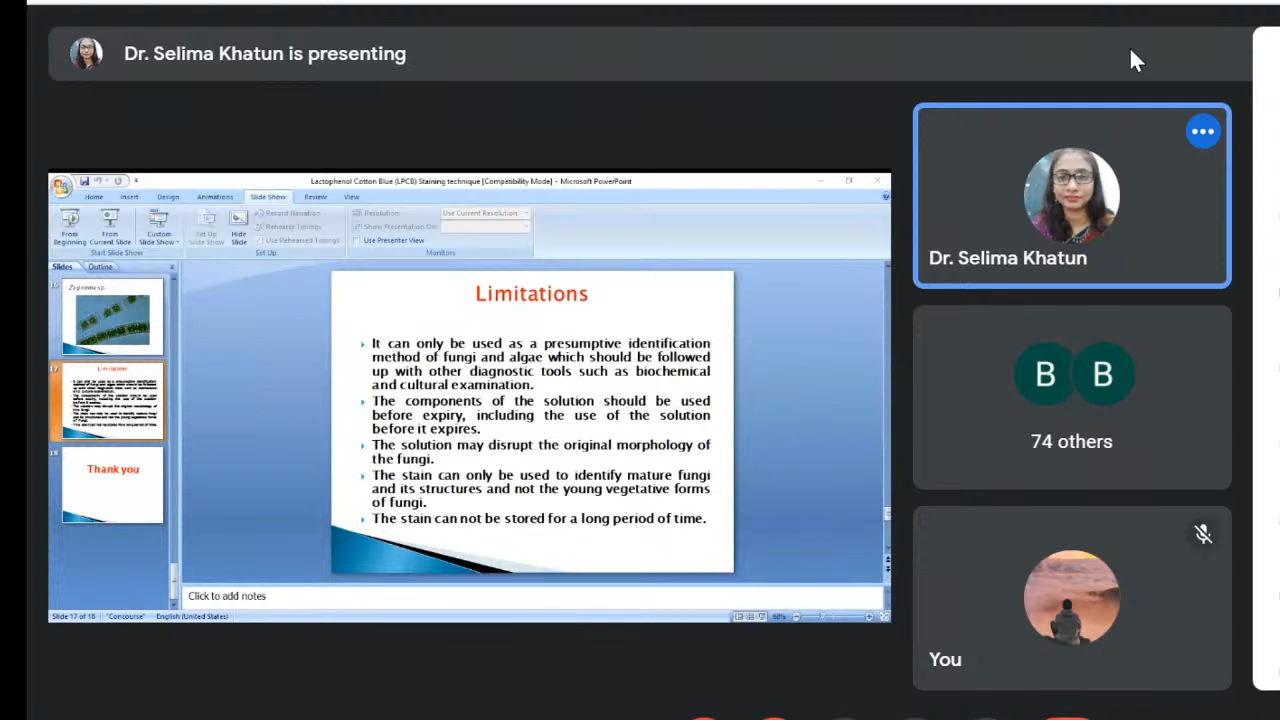 Dr. Selima Khatun is presenting
Lactophenol Cotton Blue (LPCB) Staining technique [Compatibility Mode] - Microsoft PowerPoint
Home Insert Design Animations Slide Show Review View
From Beginning
From Current Slide
Custom Slide Show
Set Up Slide Show
Hide Slide
Record Narration
Rehearse Timings
Use Rehearsed Timings
Resolution: Use Current Resolution
Show Presentation On:
Use Presenter View
Start Slide Show Set Up Monitors
Slides Outline
Zygnema sp.
17
Limitations
18
Thank you
Limitations
It can only be used as a presumptive identification
method of fungi and algae which should be followed
up with other diagnostic tools such as biochemical
and cultural examination.
The components of the solution should be used
before expiry, including the use of the solution
before it expires.
The solution may disrupt the original morphology of
the fungi.
The stain can only be used to identify mature fungi
and its structures and not the young vegetative forms
of fungi.
The stain can not be stored for a long period of time.
Click to add notes
Slide 17 of 18 "Concourse" English (United States) 68%
Dr. Selima Khatun
B B
74 others
You